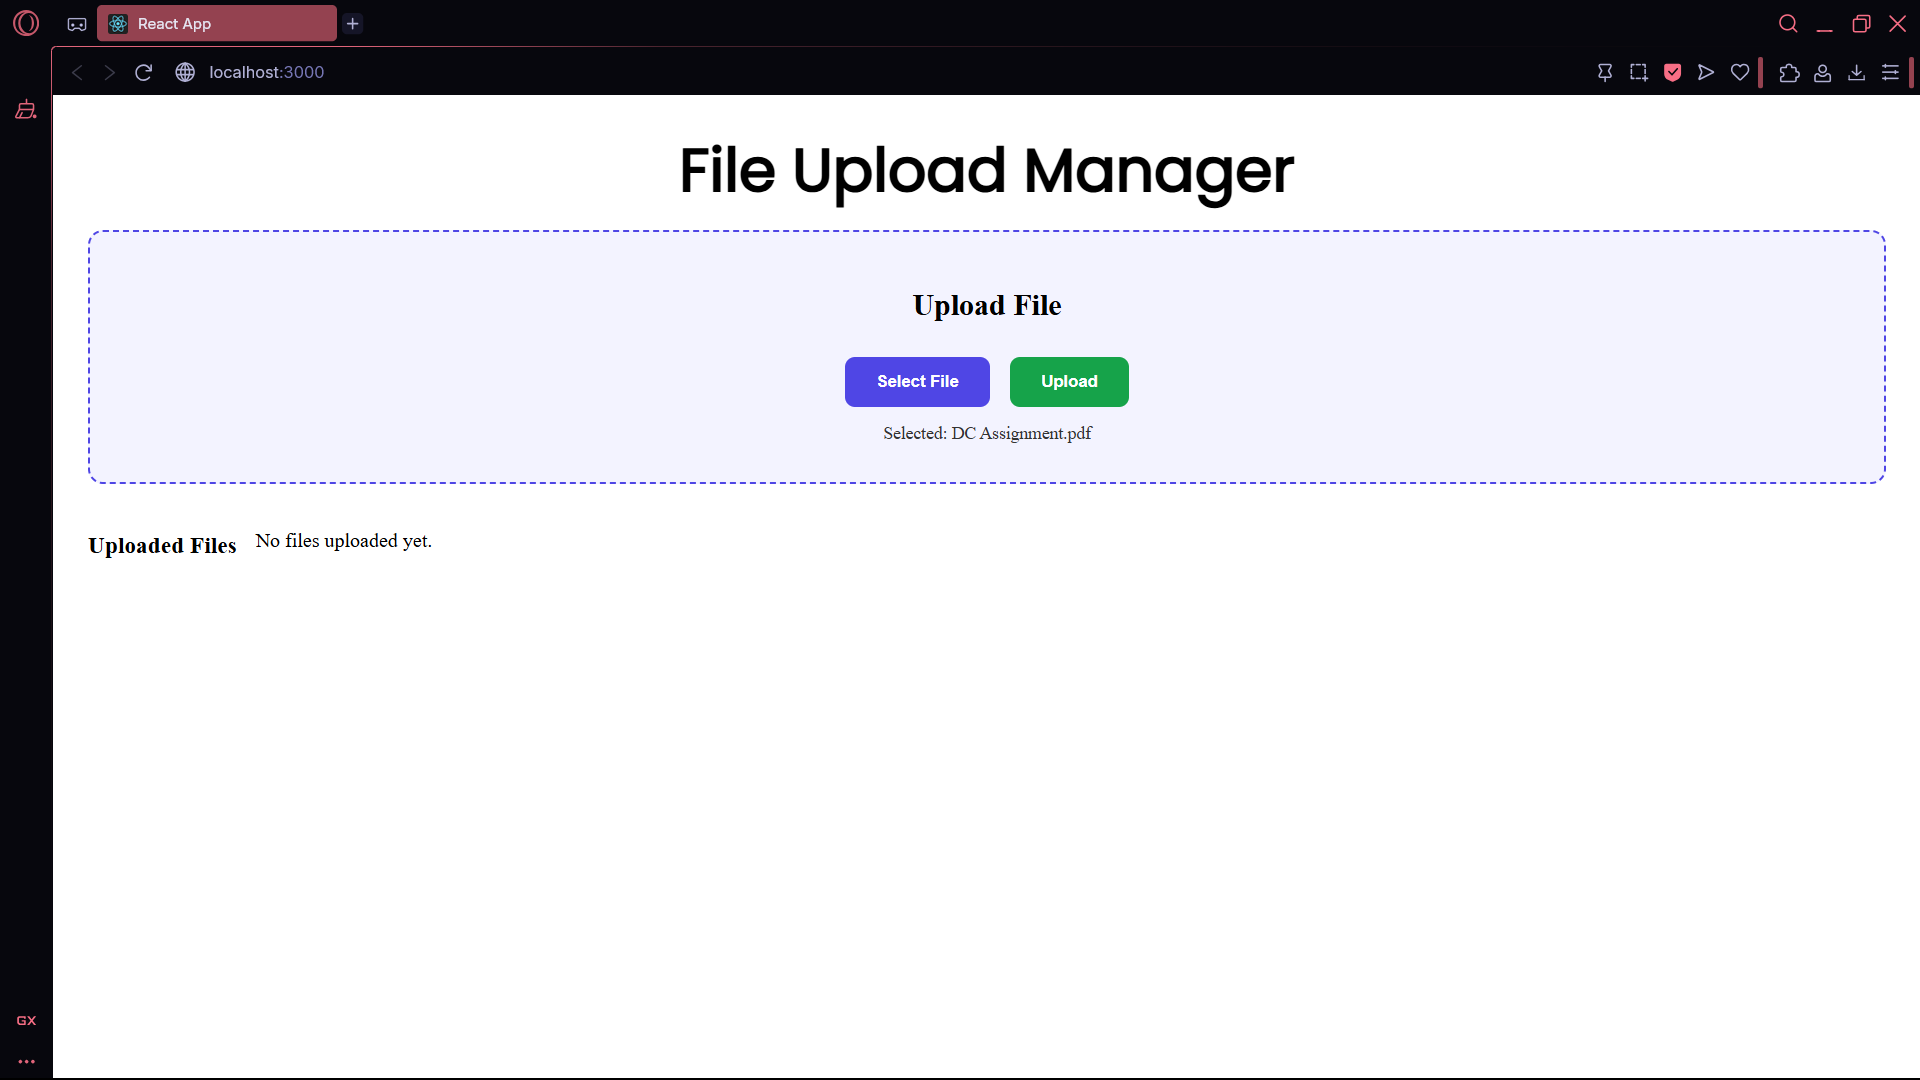 React App
localhost:3000
File Upload Manager
Upload File
Select File
Upload
Selected: DC Assignment.pdf
Uploaded Files
No files uploaded yet.
GX